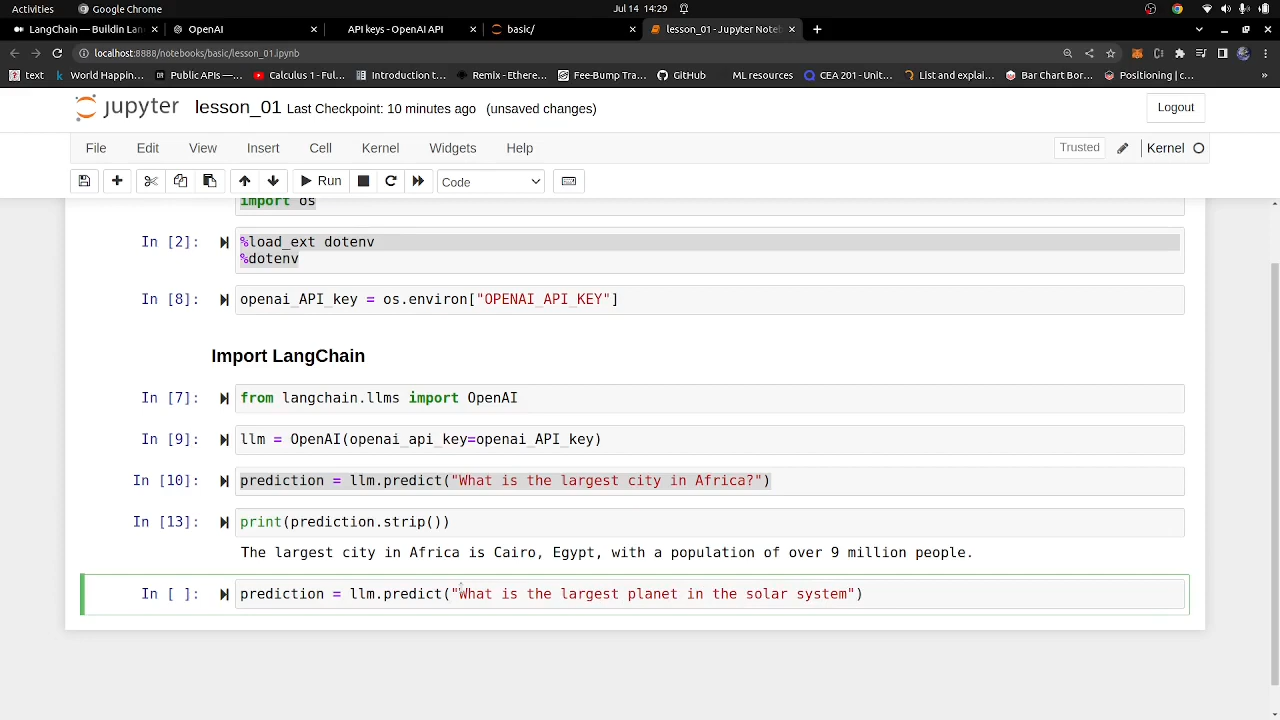 Activities
Google Chrome
Jul 14 14:29
LangChain — Buildin Lan
OpenAI
API keys - OpenAI API
basic/
lesson_01 - Jupyter Noteb
localhost:8888/notebooks/basic/lesson_01.ipynb
text
World Happin...
Public APIs –...
Calculus 1 - Ful...
Introduction t...
Remix - Ethere...
Fee-Bump Tra...
GitHub
ML resources
CEA 201 - Unit...
List and explai...
Bar Chart Bor...
Positioning | c...
»
jupyter
lesson_01 Last Checkpoint: 10 minutes ago (unsaved changes)
Logout
File
Edit
View
Insert
Cell
Kernel
Widgets
Help
Trusted
Kernel
Run
Code
import os
In [2]:
%load_ext dotenv
%dotenv
In [8]:
openai_API_key = os.environ["OPENAI_API_KEY"]
Import LangChain
In [7]:
from langchain.llms import OpenAI
In [9]:
llm = OpenAI(openai_api_key=openai_API_key)
In [10]:
prediction = llm.predict("What is the largest city in Africa?")
In [13]:
print(prediction.strip())
The largest city in Africa is Cairo, Egypt, with a population of over 9 million people.
In [ ]:
prediction = llm.predict("What is the largest planet in the solar system")